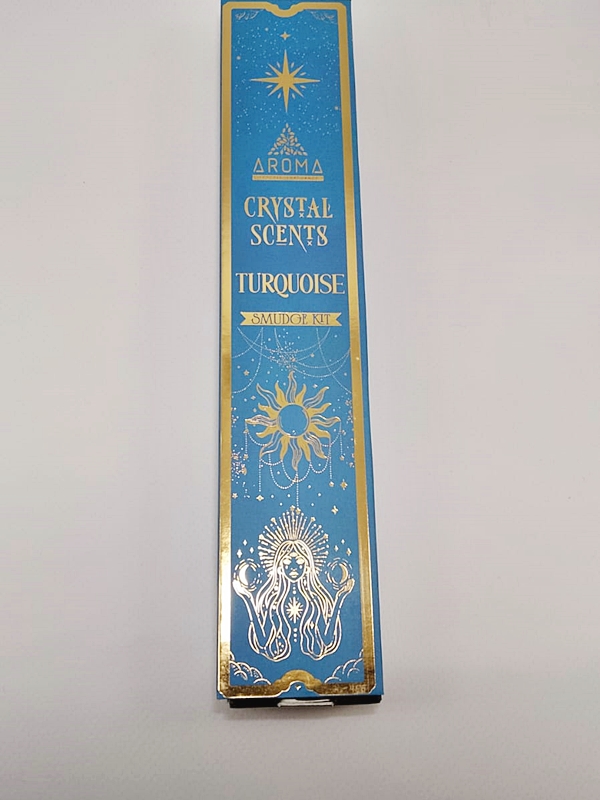 AROMA
CRYSTAL
SCENTS
TURQUOISE
SMUDGE KIT